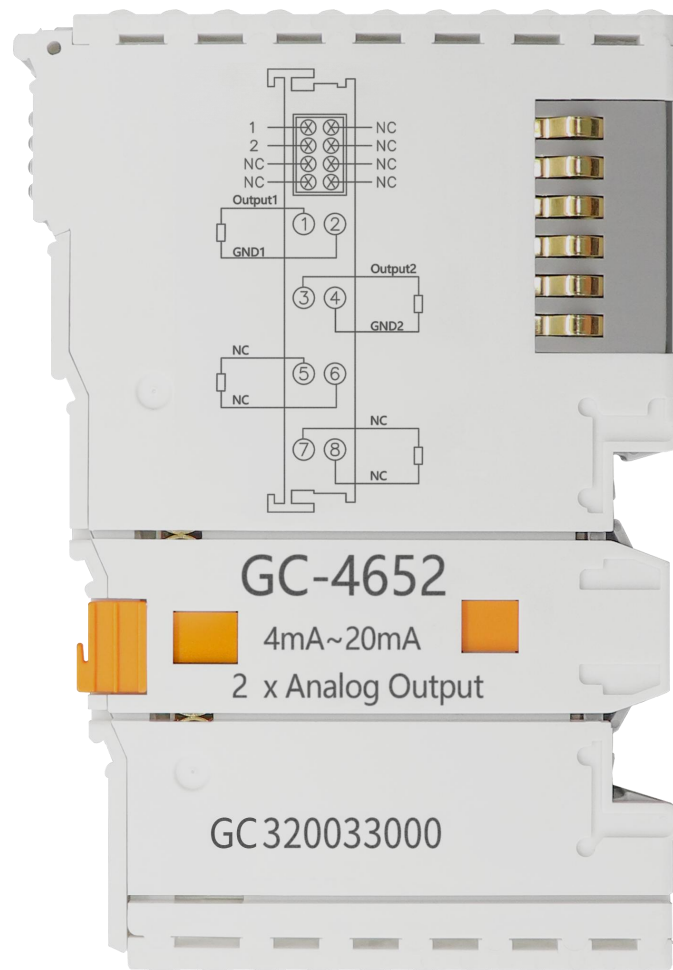 1 NC
2 NC
NC NC
NC NC
Output1
1 2
GND1
Output2
3 4
GND2
NC
5 6
NC
NC
7 8
NC
GC-4652
4mA~20mA
2 x Analog Output
GC320033000